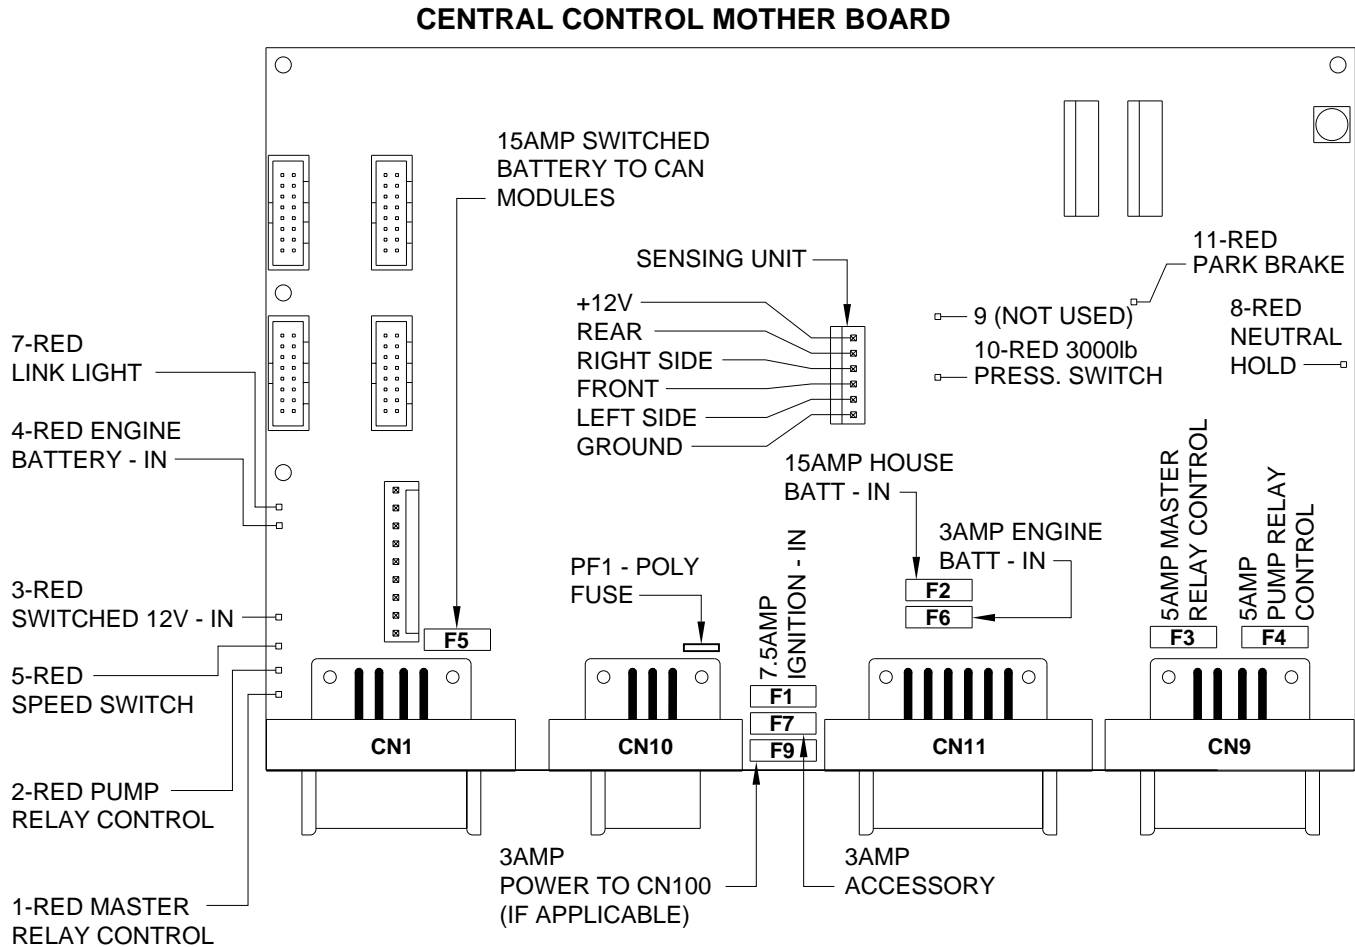 CENTRAL CONTROL MOTHER BOARD
15AMP SWITCHED
BATTERY TO CAN
MODULES
SENSING UNIT
+12V
REAR
RIGHT SIDE
FRONT
LEFT SIDE
GROUND
11-RED
PARK BRAKE
9 (NOT USED)
10-RED 3000lb
PRESS. SWITCH
8-RED
NEUTRAL
HOLD
7-RED
LINK LIGHT
4-RED ENGINE
BATTERY - IN
3-RED
SWITCHED 12V - IN
5-RED
SPEED SWITCH
2-RED PUMP
RELAY CONTROL
1-RED MASTER
RELAY CONTROL
15AMP HOUSE
BATT - IN
3AMP ENGINE
BATT - IN
PF1 - POLY
FUSE
7.5AMP
IGNITION - IN
5AMP MASTER
RELAY CONTROL
5AMP
PUMP RELAY
CONTROL
F5
F2
F6
F3
F4
F1
F7
F9
CN1
CN10
CN11
CN9
3AMP
POWER TO CN100
(IF APPLICABLE)
3AMP
ACCESSORY